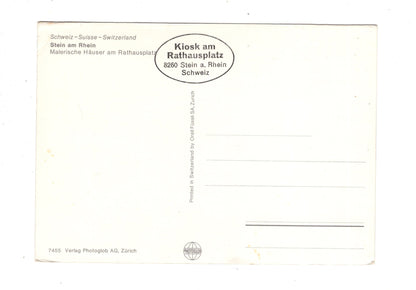 Schweiz – Suisse – Switzerland
Stein am Rhein
Malerische Häuser am Rathausplatz
Kiosk am
Rathausplatz
8260 Stein a. Rhein
Schweiz
Printed in Switzerland by Orell Füssli SA, Zürich
7455 Verlag Photoglob AG, Zürich